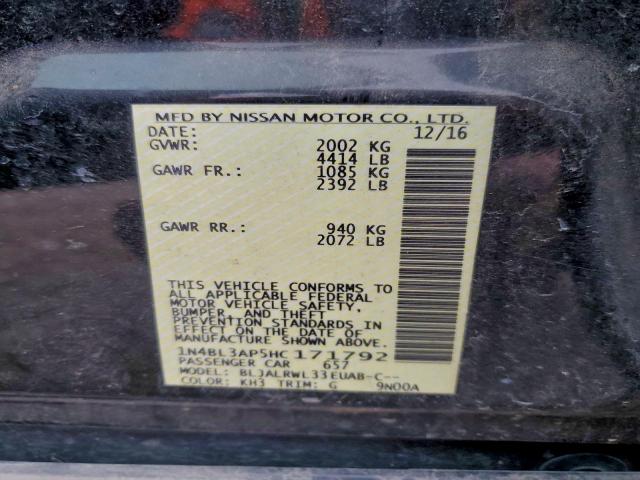 MFD BY NISSAN MOTOR CO., LTD.
DATE: 12/16
GVWR: 2002 KG
4414 LB
GAWR FR.: 1085 KG
2392 LB
GAWR RR.: 940 KG
2072 LB
THIS VEHICLE CONFORMS TO
ALL APPLICABLE FEDERAL
MOTOR VEHICLE SAFETY,
BUMPER, AND THEFT
PREVENTION STANDARDS IN
EFFECT ON THE DATE OF
MANUFACTURE SHOWN ABOVE.
1N4BL3AP5HC171792
PASSENGER CAR 657
MODEL: BLJALRWL33EUAB-C--
COLOR: KH3 TRIM: G 9N00A